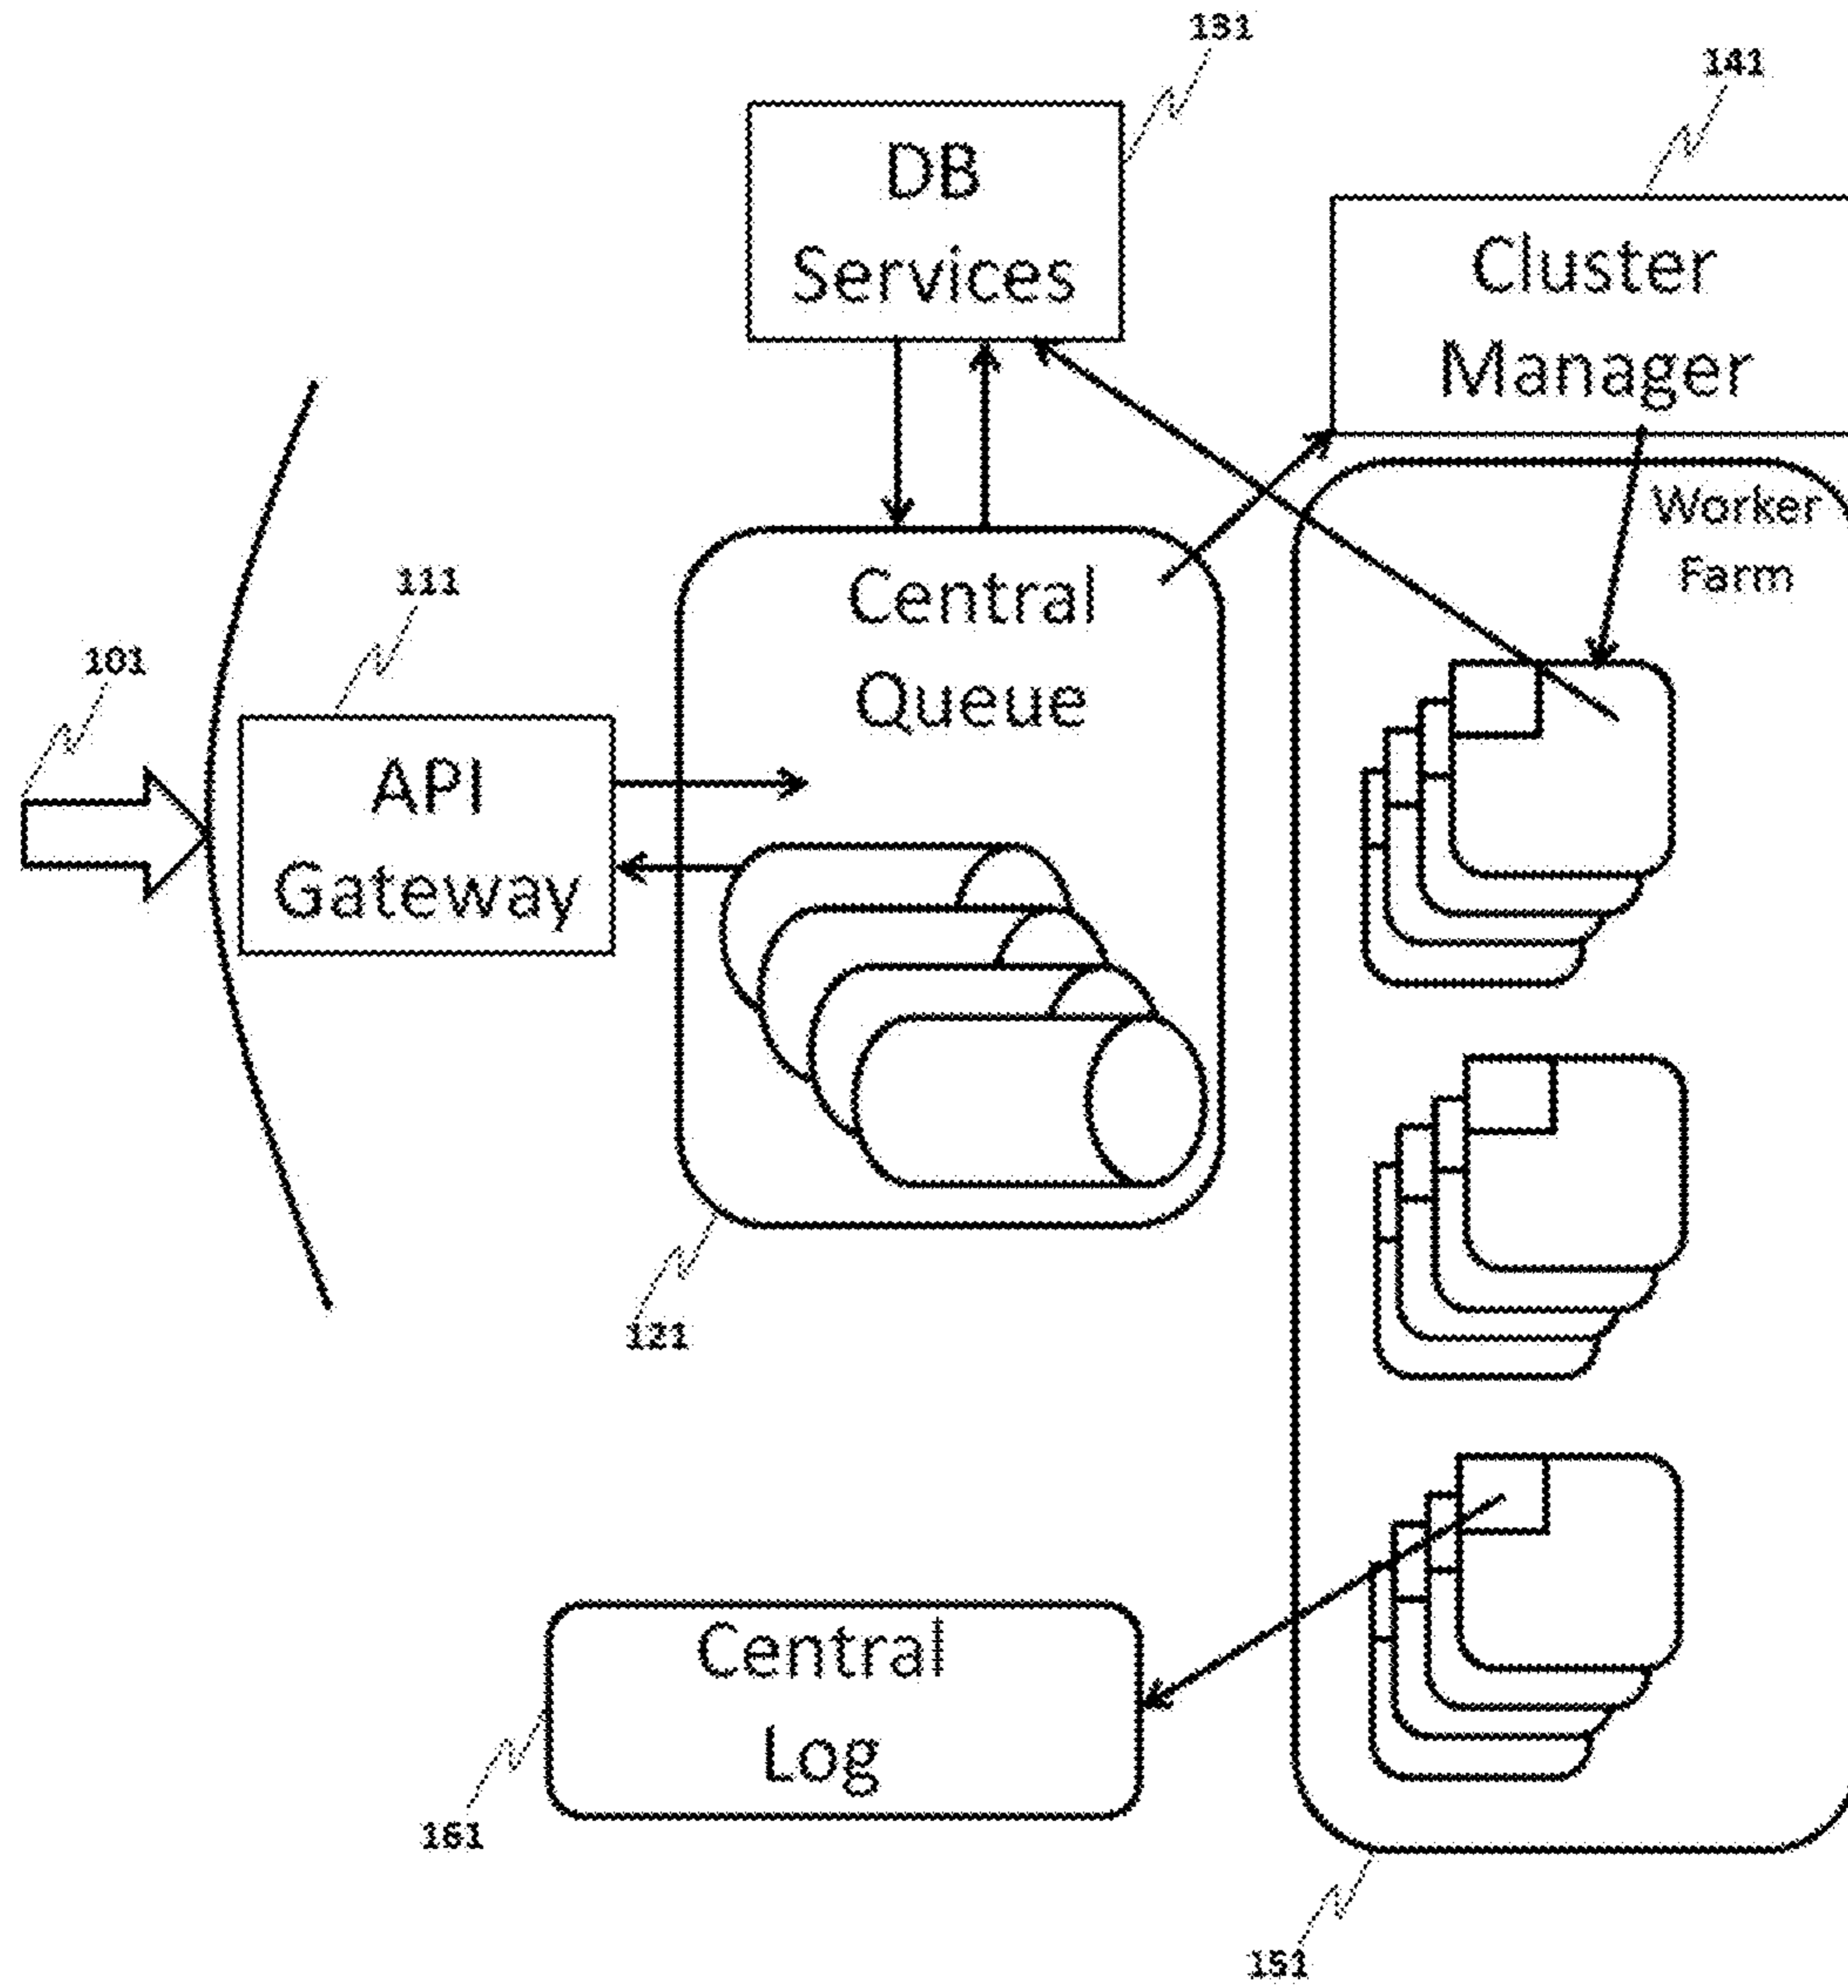 131
141
DB
Services
Cluster
Manager
Worker
Farm
111
Central
Queue
101
API
Gateway
121
Central
Log
161
151